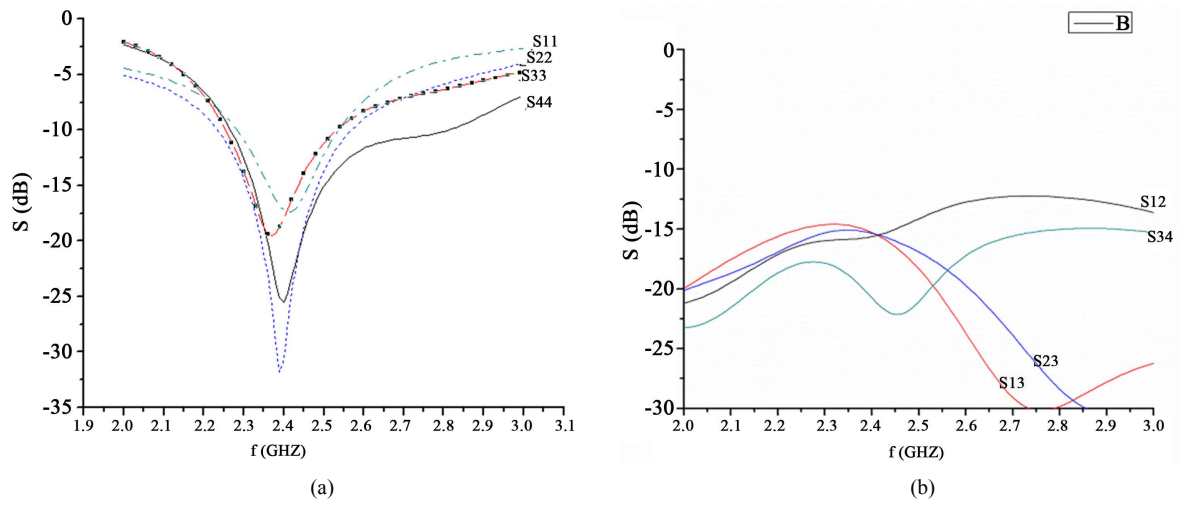 0
-5
-10
-15
-20
-25
-30
-35
S (dB)
S11
S22
S33
S44
1.9 2.0 2.1 2.2 2.3 2.4 2.5 2.6 2.7 2.8 2.9 3.0 3.1
f (GHZ)
(a)
B
0
-5
-10
-15
-20
-25
-30
S (dB)
S12
S34
S23
S13
2.0 2.1 2.2 2.3 2.4 2.5 2.6 2.7 2.8 2.9 3.0
f (GHZ)
(b)